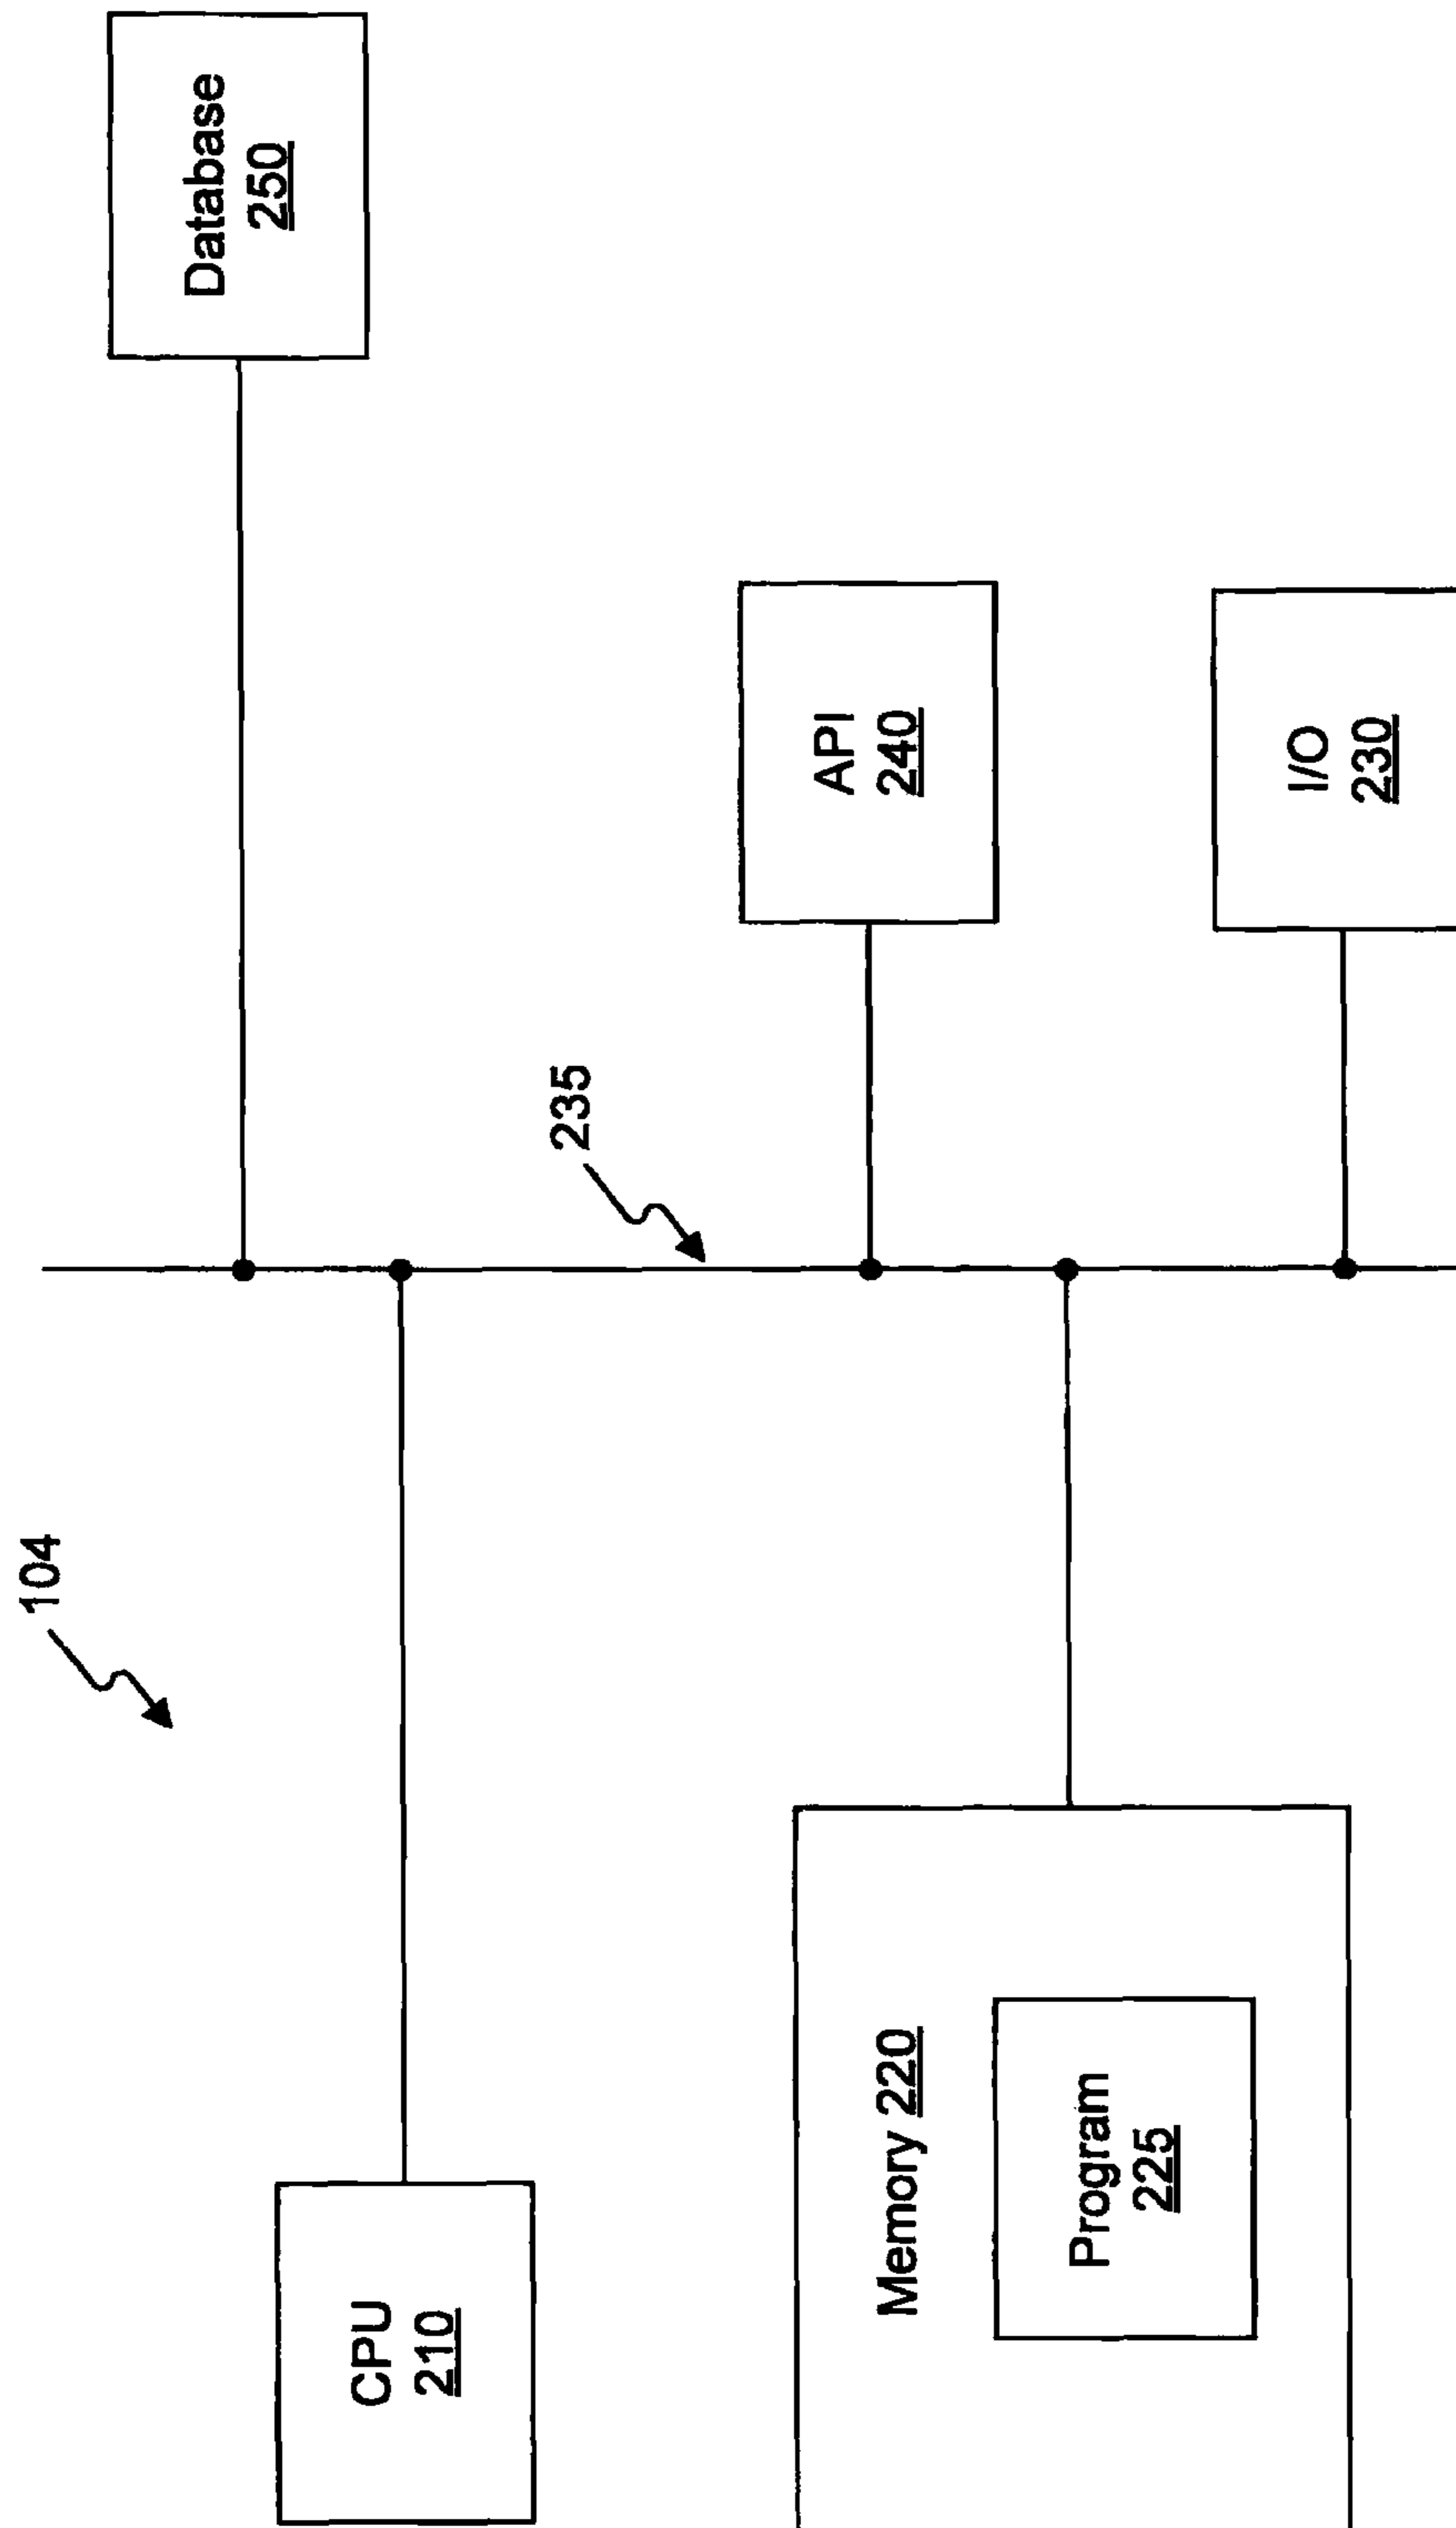 104
Database
250
CPU
210
235
API
240
Memory 220
Program
225
I/O
230